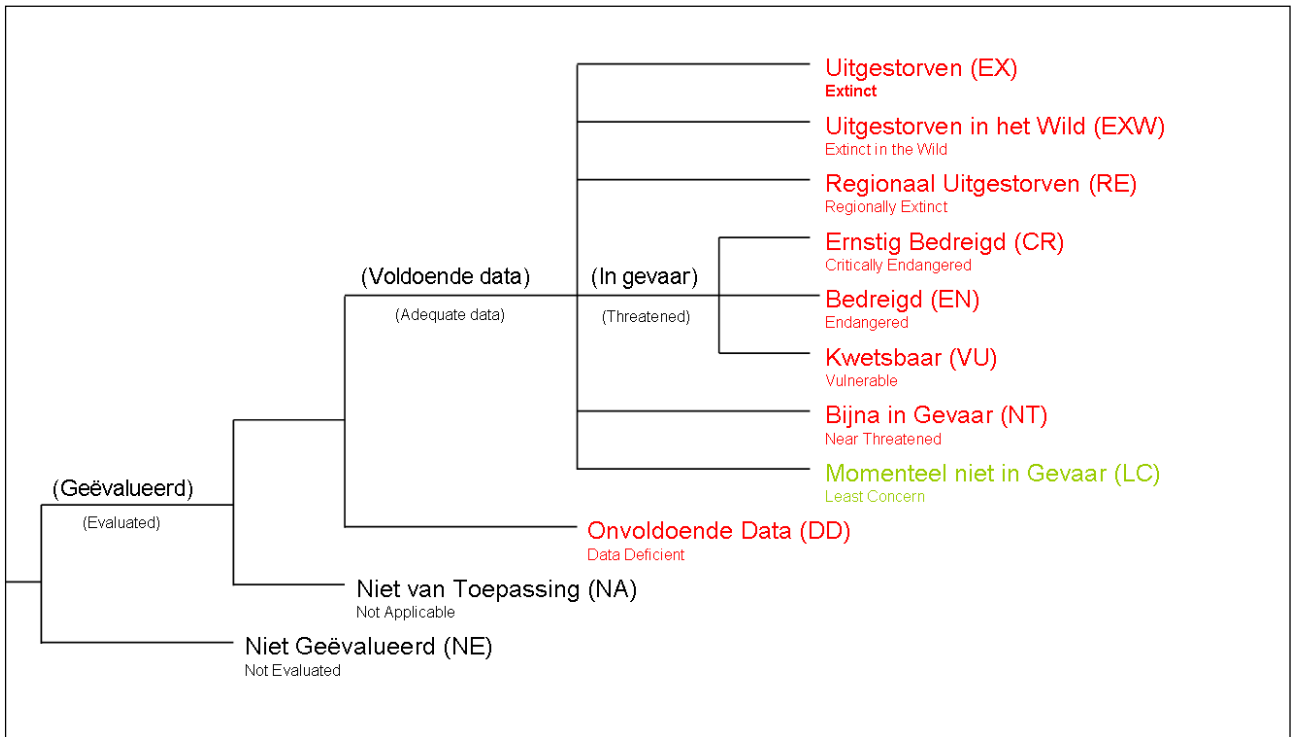 Uitgestorven (EX)
Extinct
Uitgestorven in het Wild (EXW)
Extinct in the Wild
Regionaal Uitgestorven (RE)
Regionally Extinct
Ernstig Bedreigd (CR)
Critically Endangered
(Voldoende data)
(Adequate data)
(In gevaar)
(Threatened)
Bedreigd (EN)
Endangered
Kwetsbaar (VU)
Vulnerable
Bijna in Gevaar (NT)
Near Threatened
Momenteel niet in Gevaar (LC)
Least Concern
(Geëvalueerd)
(Evaluated)
Onvoldoende Data (DD)
Data Deficient
Niet van Toepassing (NA)
Not Applicable
Niet Geëvalueerd (NE)
Not Evaluated